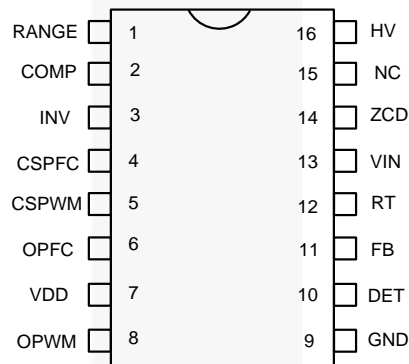 RANGE 1 16 HV
COMP 2 15 NC
INV 3 14 ZCD
CSPFC 4 13 VIN
CSPWM 5 12 RT
OPFC 6 11 FB
VDD 7 10 DET
OPWM 8 9 GND